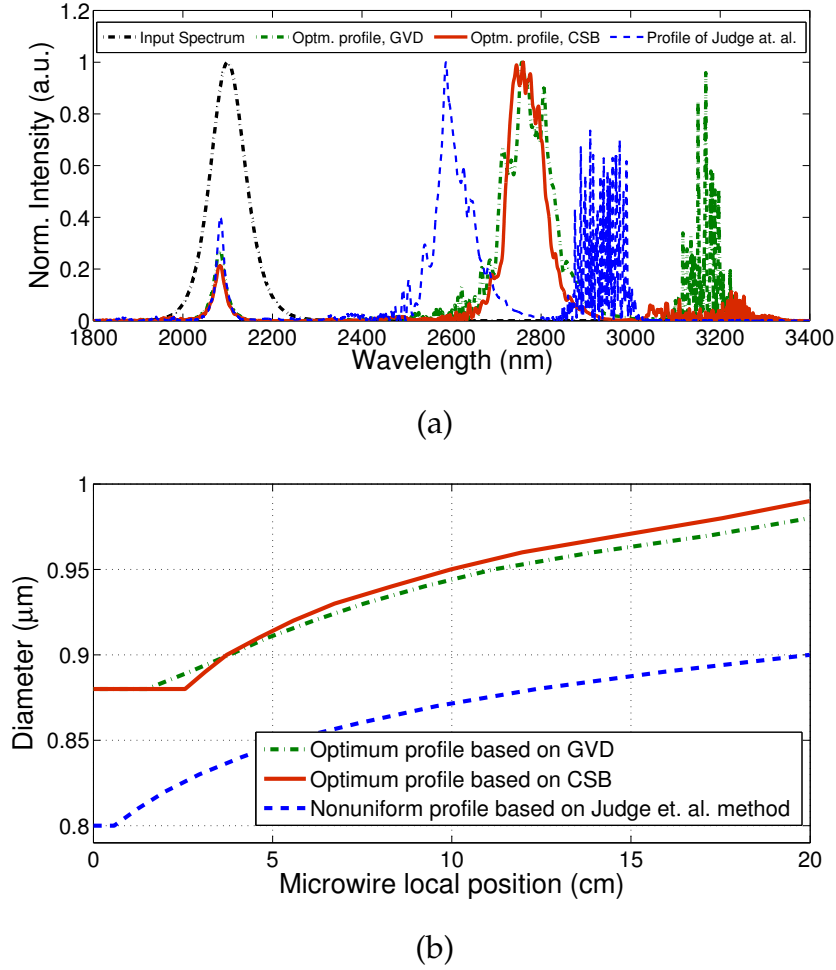 1.2
Input Spectrum Optm. profile, GVD Optm. profile, CSB Profile of Judge at. al.
1
0.8
0.6
0.4
0.2
0
Norm. Intensity (a.u.)
1800 2000 2200 2400 2600 2800 3000 3200 3400
Wavelength (nm)
(a)
1
0.95
0.9
0.85
0.8
Diameter (μm)
Optimum profile based on GVD
Optimum profile based on CSB
Nonuniform profile based on Judge et. al. method
0 5 10 15 20
Microwire local position (cm)
(b)